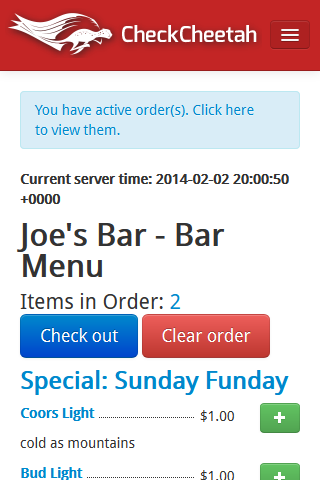 CheckCheetah
You have active order(s). Click here
to view them.
Current server time: 2014-02-02 20:00:50
+0000
Joe's Bar - Bar
Menu
Items in Order: 2
Check out Clear order
Special: Sunday Funday
Coors Light $1.00 +
cold as mountains
Bud Light $1.00 +